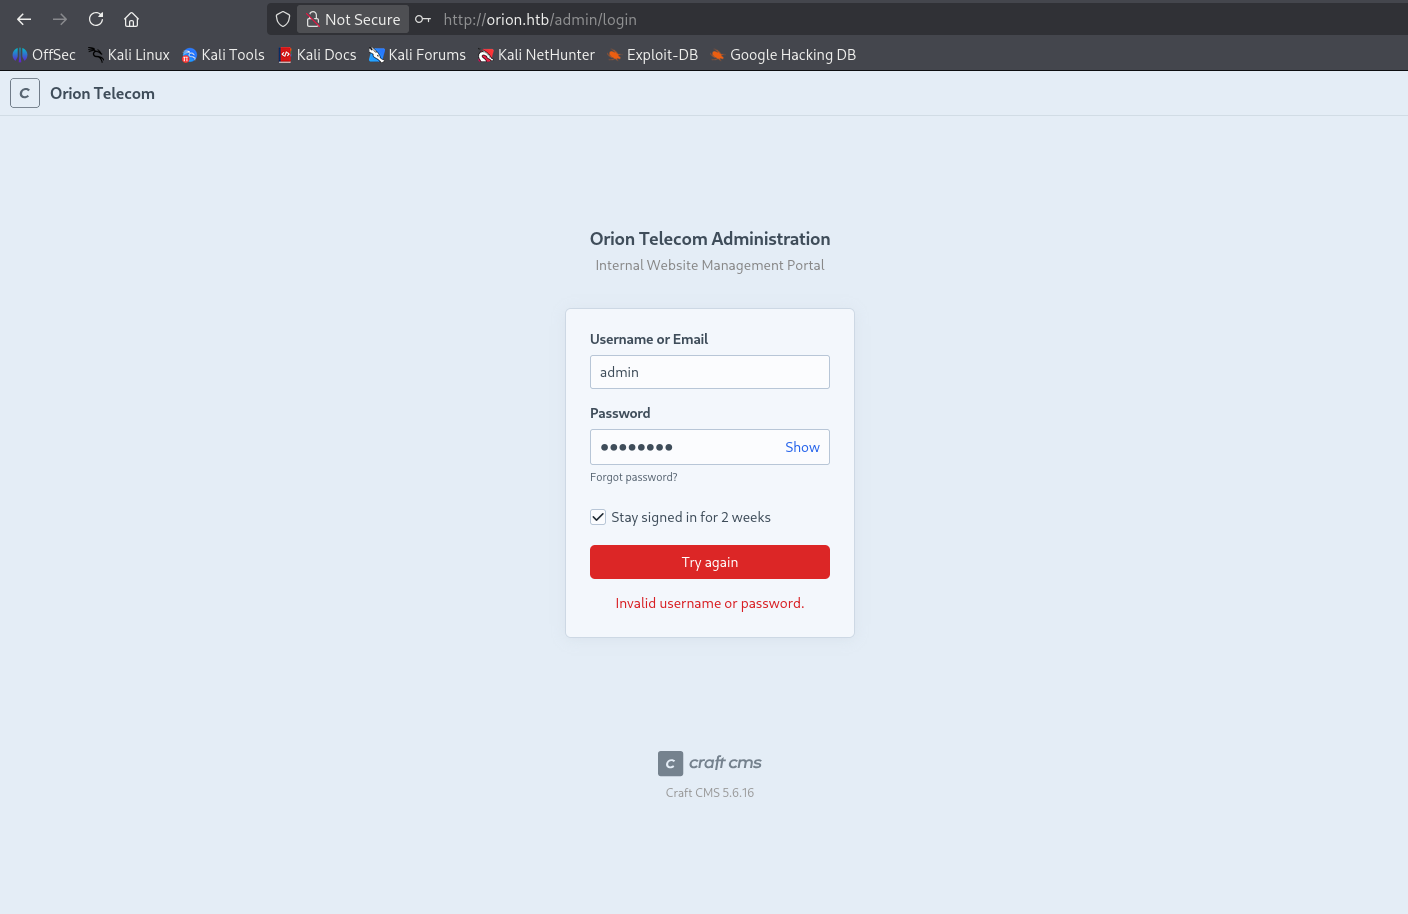 Not Secure http://orion.htb/admin/login
OffSec Kali Linux Kali Tools Kali Docs Kali Forums Kali NetHunter Exploit-DB Google Hacking DB
C Orion Telecom
Orion Telecom Administration
Internal Website Management Portal
Username or Email
admin
Password
●●●●●●●● Show
Forgot password?
Stay signed in for 2 weeks
Try again
Invalid username or password.
C craft cms
Craft CMS 5.6.16